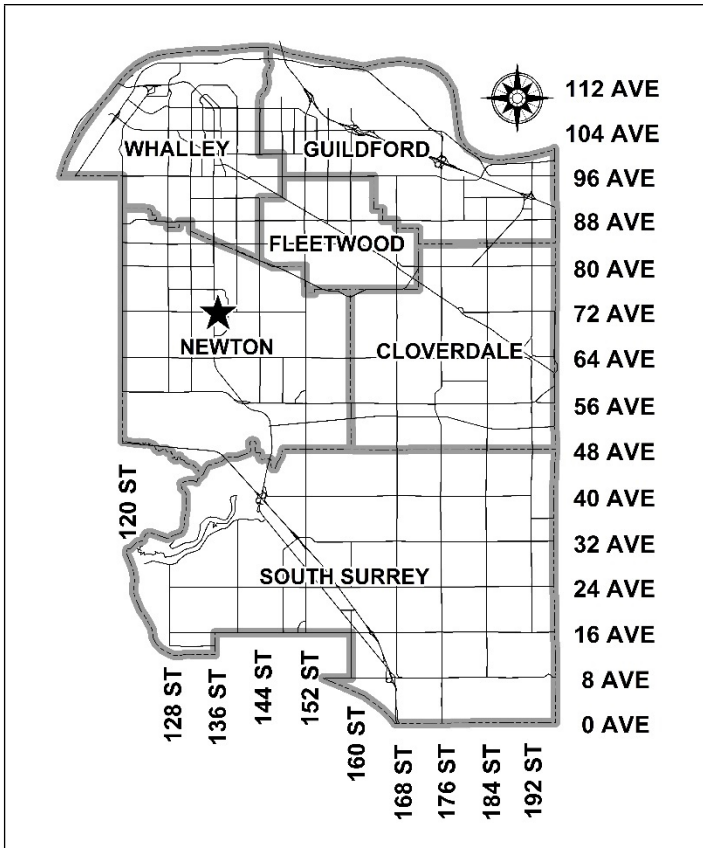 112 AVE
104 AVE
WHALLEY
GUILDFORD
96 AVE
88 AVE
FLEETWOOD
80 AVE
72 AVE
NEWTON
CLOVERDALE
64 AVE
56 AVE
48 AVE
120 ST
40 AVE
32 AVE
SOUTH SURREY
24 AVE
16 AVE
128 ST
136 ST
144 ST
152 ST
160 ST
8 AVE
0 AVE
168 ST
176 ST
184 ST
192 ST